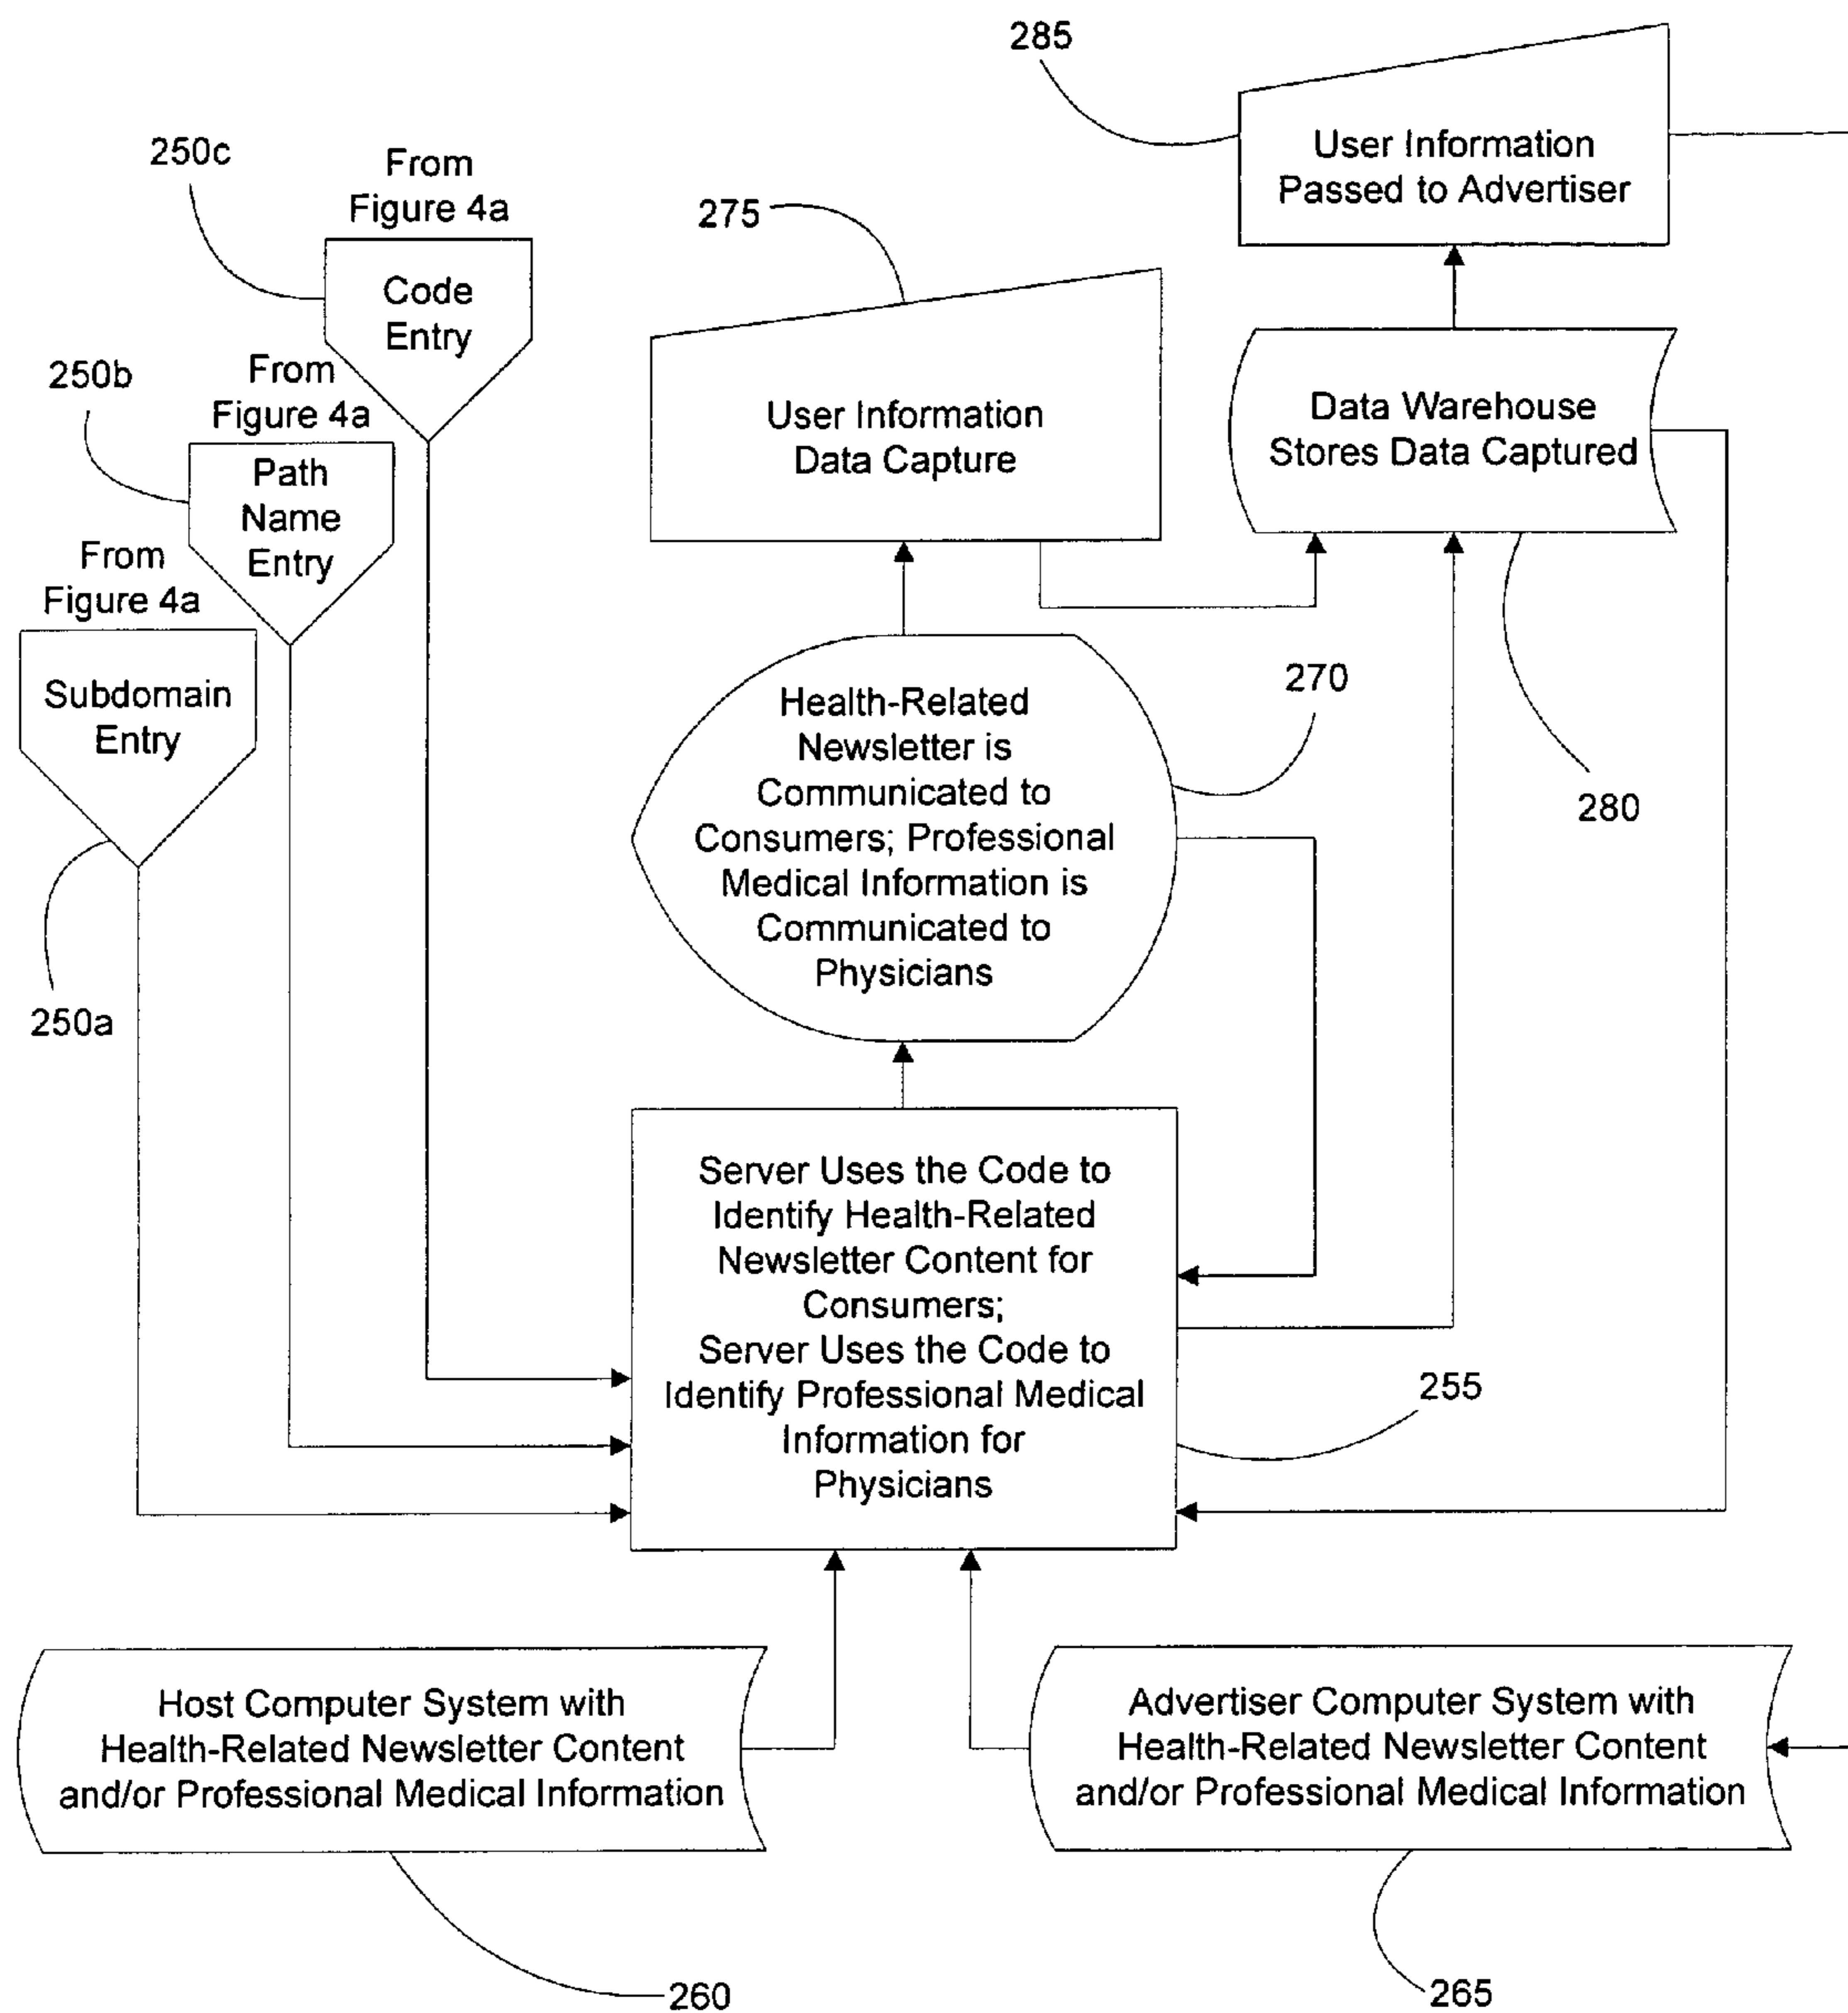 285
User Information
Passed to Advertiser
250c
From
Figure 4a
Code
Entry
275
User Information
Data Capture
Data Warehouse
Stores Data Captured
250b
From
Figure 4a
Path
Name
Entry
From
Figure 4a
Subdomain
Entry
250a
270
280
Health-Related
Newsletter is
Communicated to
Consumers; Professional
Medical Information is
Communicated to
Physicians
Server Uses the Code to
Identify Health-Related
Newsletter Content for
Consumers;
Server Uses the Code to
Identify Professional Medical
Information for
Physicians
255
Host Computer System with
Health-Related Newsletter Content
and/or Professional Medical Information
260
Advertiser Computer System with
Health-Related Newsletter Content
and/or Professional Medical Information
265